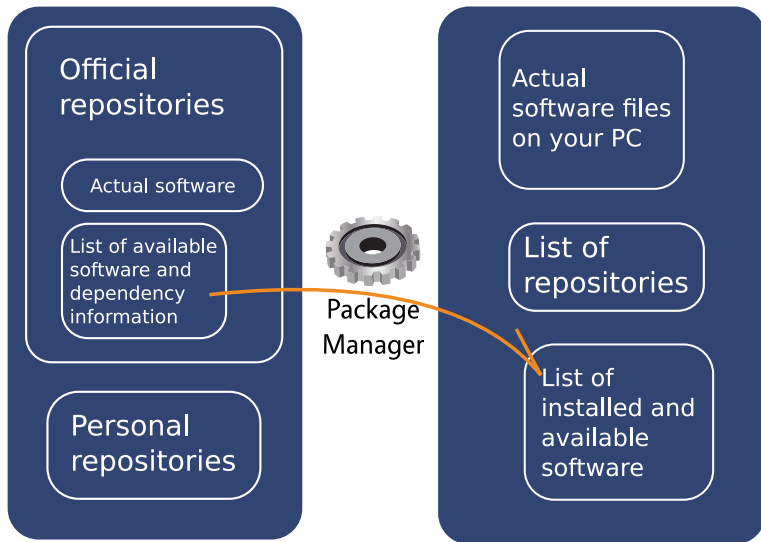 Official
repositories
Actual software
List of available
software and
dependency
information
Personal
repositories
Package
Manager
Actual
software files
on your PC
List of
repositories
List of
installed and
available
software